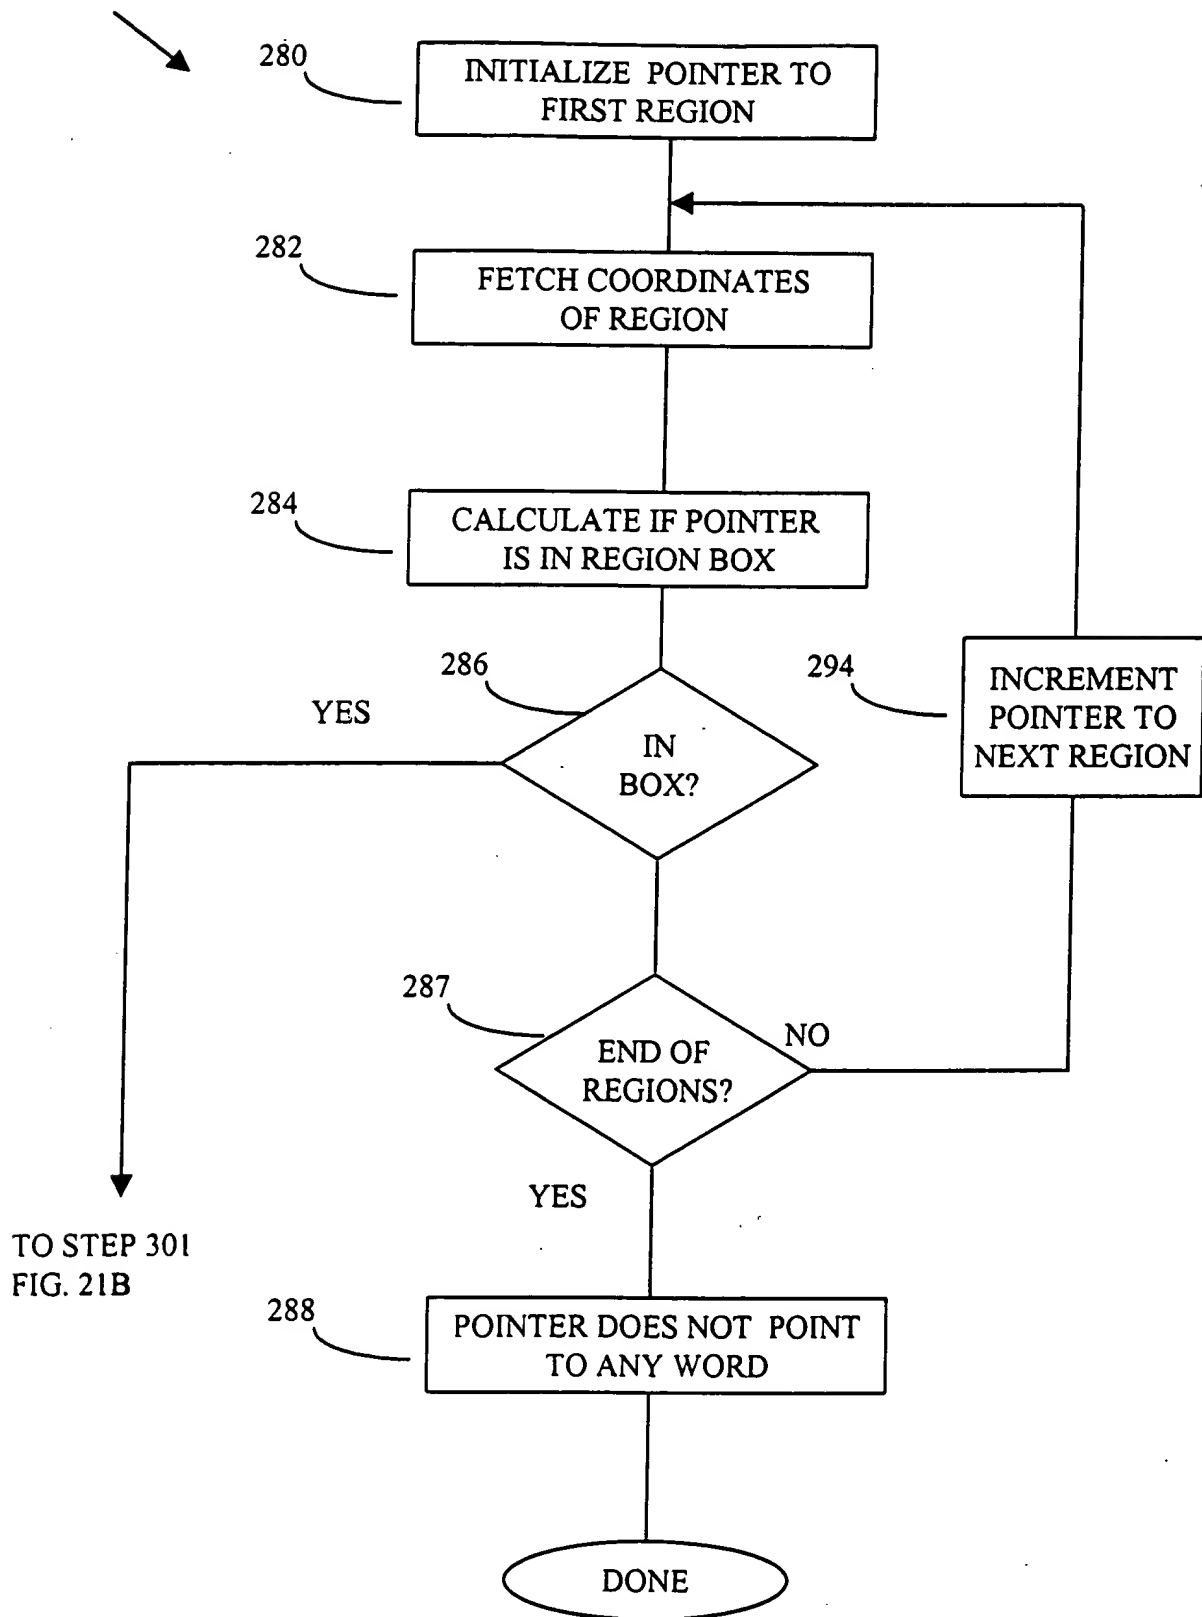 280
INITIALIZE POINTER TO
FIRST REGION
282
FETCH COORDINATES
OF REGION
284
CALCULATE IF POINTER
IS IN REGION BOX
286
YES
IN
BOX?
294
INCREMENT
POINTER TO
NEXT REGION
287
END OF
REGIONS?
NO
YES
TO STEP 301
FIG. 21B
288
POINTER DOES NOT POINT
TO ANY WORD
DONE